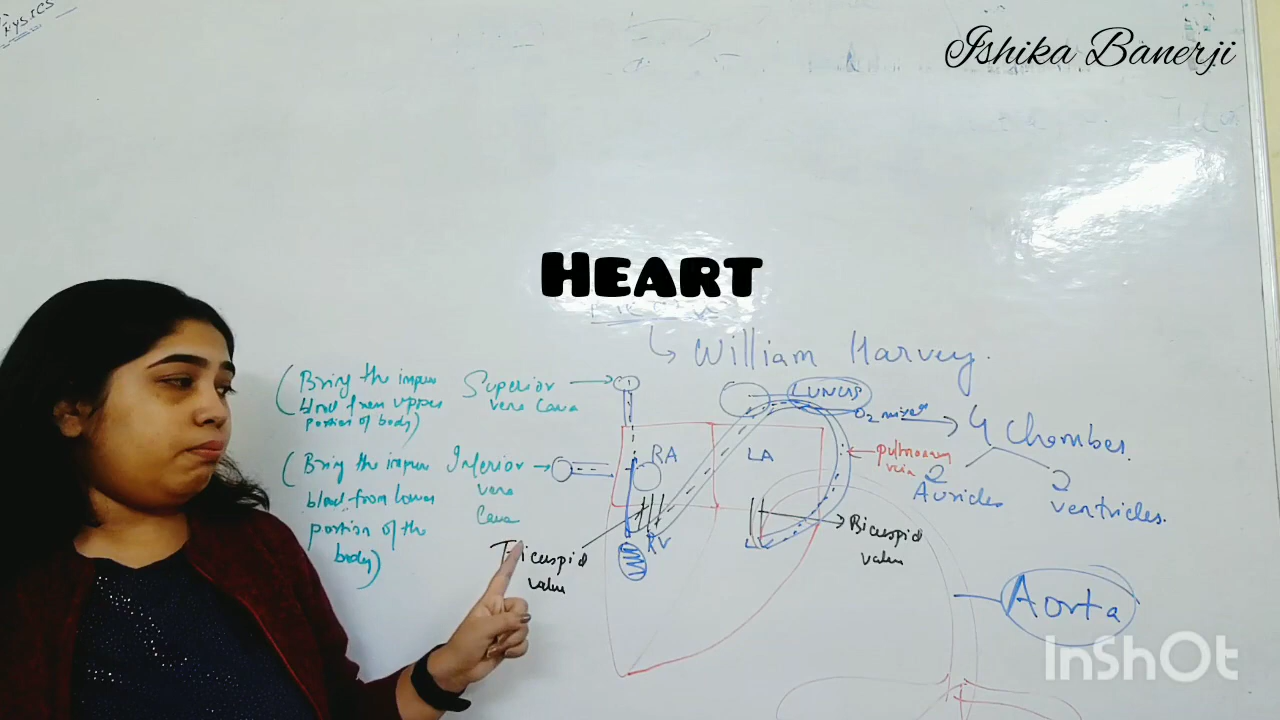 PHYSICS
Ishika Banerji
HEART
William Harvey.
(Bring the impure
blood from upper
portion of body)
Superior
vena Cava
LUNGS
O2
4 Chambers.
pulmonary
vein
2
Auricles
2
ventricles.
RA
LA
(Bring the impure
blood from lower
portion of the
body)
Inferior
vena
Cava
RV
Tricuspid
valve
Bicuspid
valve
Aorta
InShOt